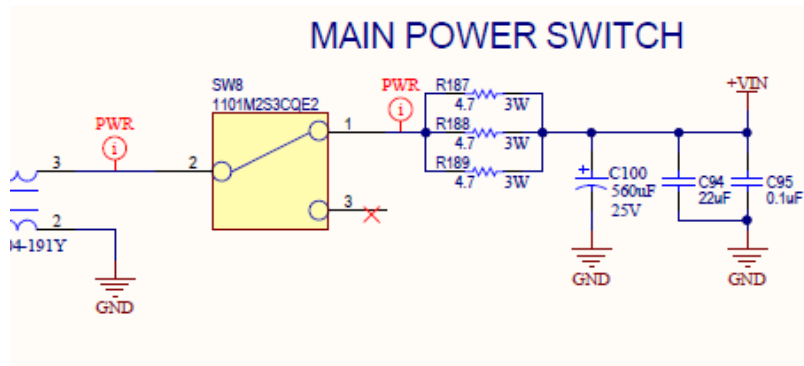 MAIN POWER SWITCH
SW8
1101M2S3CQE2
PWR
i
PWR
i
R187
4.7
3W
R188
4.7
3W
R189
4.7
3W
+VIN
3
2
1
3
2
04-191Y
GND
+
C100
560uF
25V
GND
C94
22uF
C95
0.1uF
GND